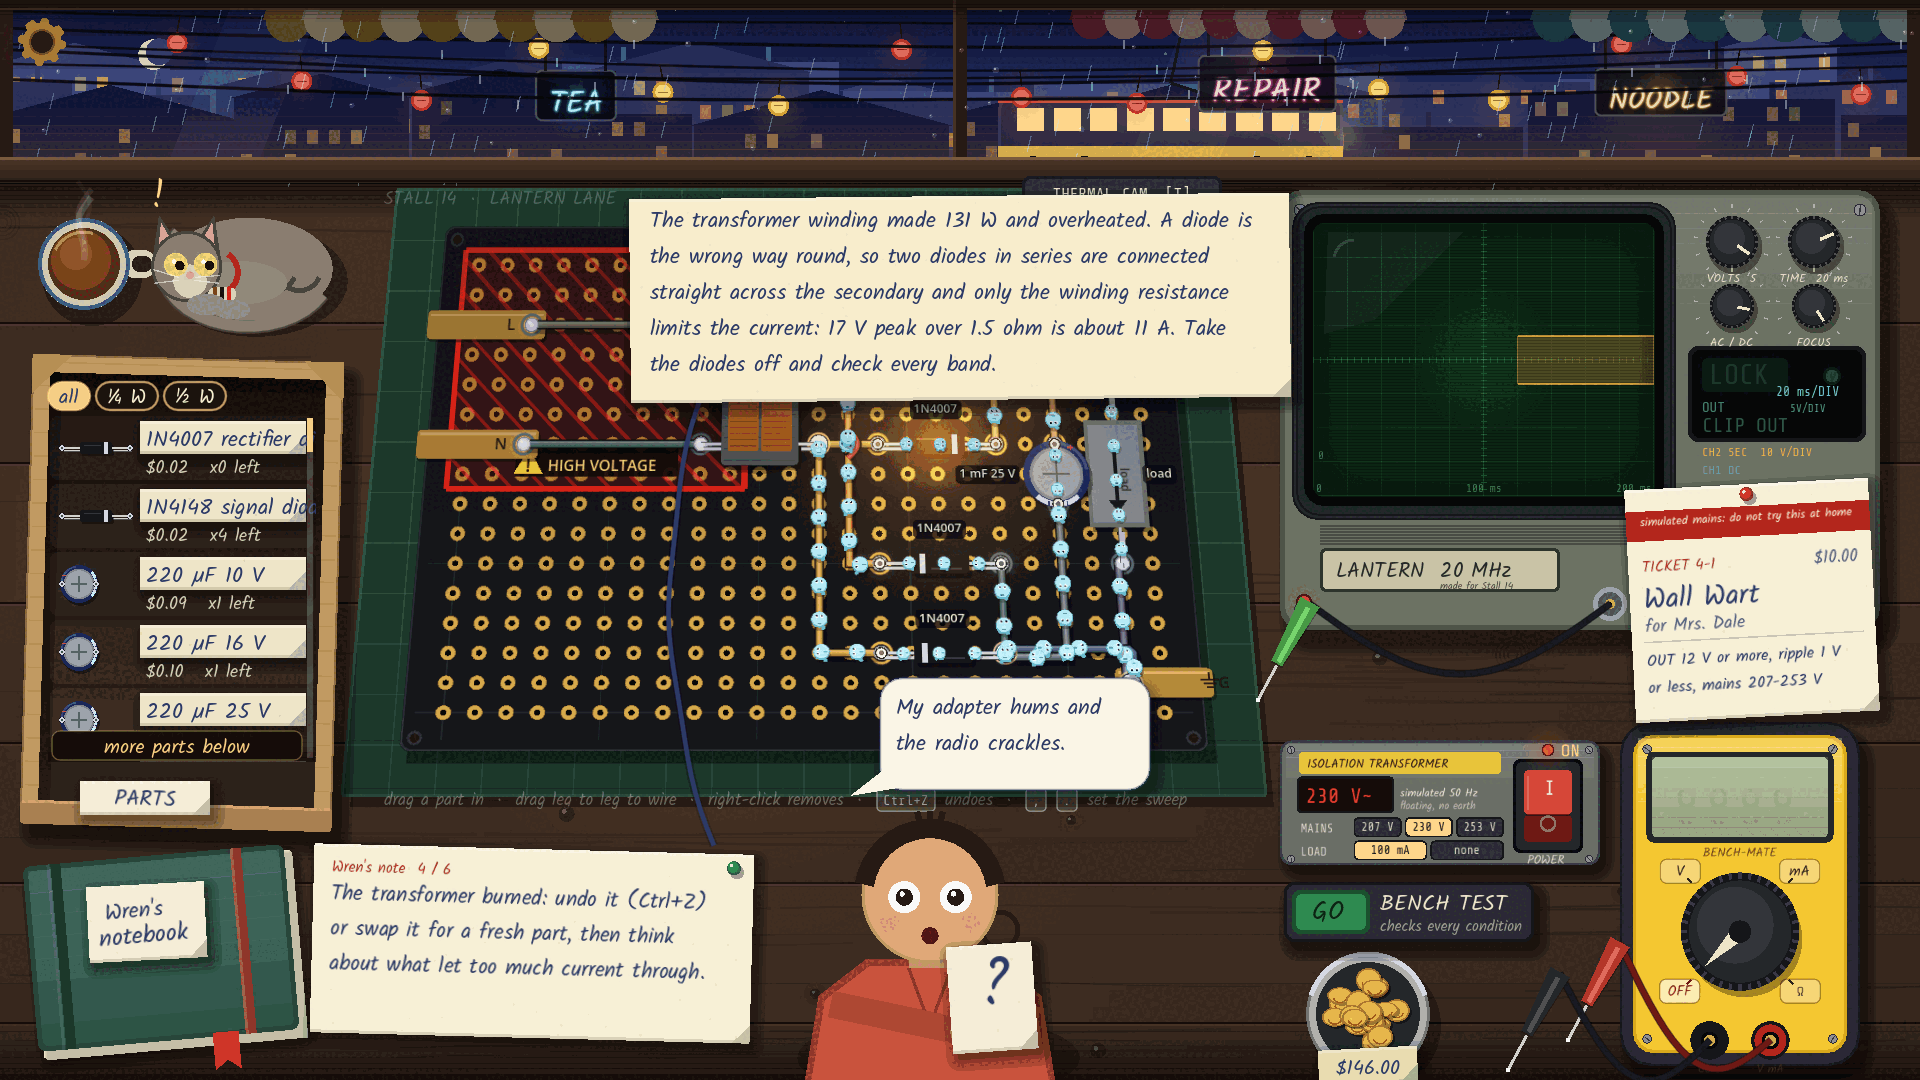 TEA
REPAIR
NOODLE
STALL 14 · LANTERN LANE
THERMAL CAM [T]
The transformer winding made 131 W and overheated. A diode is
the wrong way round, so two diodes in series are connected
straight across the secondary and only the winding resistance
limits the current: 17 V peak over 1.5 ohm is about 11 A. Take
the diodes off and check every band.
L
N
HIGH VOLTAGE
1N4007
1 mF 25 V
load
load
1N4007
1N4007
G
all
¼ W
½ W
1N4007 rectifier
$0.02 x0 left
1N4148 signal
$0.02 x4 left
220 µF 10 V
$0.09 x1 left
220 µF 16 V
$0.10 x1 left
220 µF 25 V
more parts below
PARTS
My adapter hums and
the radio crackles.
drag a part in · drag leg to leg to wire · right-click removes · Ctrl+Z undoes · , . set the sweep
Wren's
notebook
Wren's note 4 / 6
The transformer burned: undo it (Ctrl+Z)
or swap it for a fresh part, then think
about what let too much current through.
?
VOLTS
TIME 20 ms
AC / DC
FOCUS
LOCK
20 ms/DIV
OUT 5V/DIV
CLIP OUT
CH2 SEC 10 V/DIV
CH1 DC
0
0
100 ms
200 ms
LANTERN 20 MHz
made for Stall 14
simulated mains: do not try this at home
TICKET 4-1 $10.00
Wall Wart
for Mrs. Dale
OUT 12 V or more, ripple 1 V
or less, mains 207-253 V
ISOLATION TRANSFORMER
ON
230 V~
simulated 50 Hz
floating, no earth
MAINS 207 V 230 V 253 V
LOAD 100 mA none
I
POWER
GO
BENCH TEST
checks every condition
$146.00
BENCH-MATE
V
mA
OFF
Ω